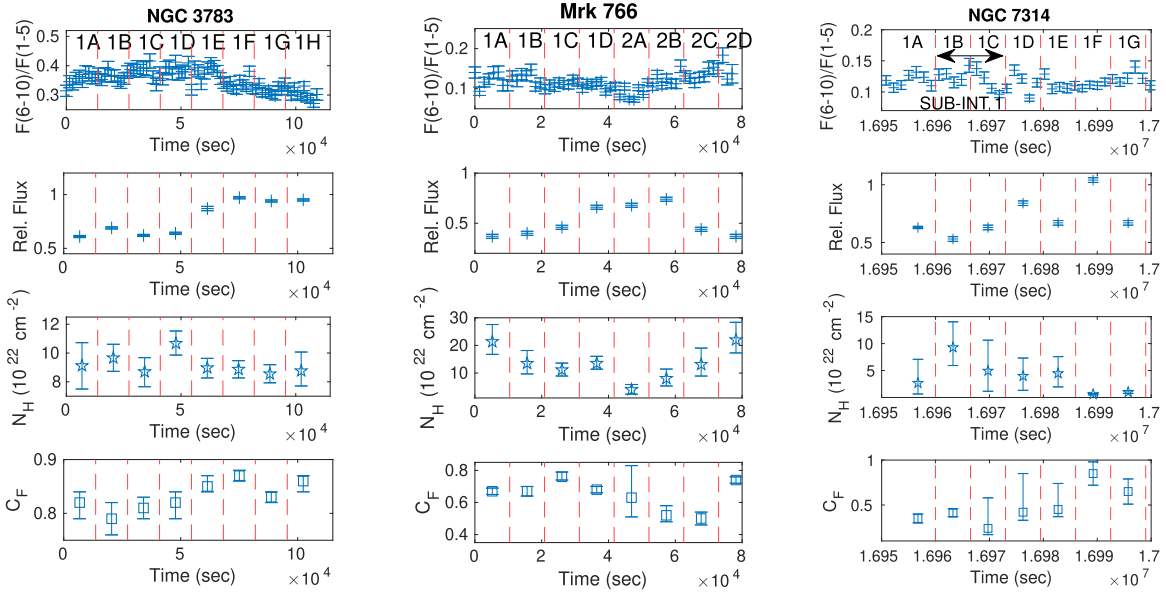 NGC 3783
F(6-10)/F(1-5)
0.5
0.4
0.3
1A 1B 1C 1D 1E 1F 1G 1H
0 5 10
Time (sec) ×10 4
Rel. Flux
1
0.5
0 5 10
Time (sec) ×10 4
N H (10 22 cm -2 )
12
10
8
0 5 10
Time (sec) ×10 4
C F
0.9
0.8
0 5 10
Time (sec) ×10 4
Mrk 766
F(6-10)/F(1-5)
0.2
0.1
1A 1B 1C 1D 2A 2B 2C 2D
0 2 4 6 8
Time (sec) ×10 4
Rel. Flux
1
0.5
0 2 4 6 8
Time (sec) ×10 4
N H (10 22 cm -2 )
30
20
10
0 2 4 6 8
Time (sec) ×10 4
C F
0.8
0.6
0.4
0 20 40 60 80
Time (sec) ×10 4
NGC 7314
F(6-10)/F(1-5)
0.2
0.15
0.1
1A 1B 1C 1D 1E 1F 1G
SUB-INT. 1
1.695 1.696 1.697 1.698 1.699 1.7
Time (sec) ×10 7
Rel. Flux
1
0.5
1.695 1.696 1.697 1.698 1.699 1.7
Time (sec) ×10 7
N H (10 22 cm -2 )
15
10
5
1.695 1.696 1.697 1.698 1.699 1.7
Time (sec) ×10 7
C F
1
0.5
0
1.695 1.696 1.697 1.698 1.699 1.7
Time (sec) ×10 7